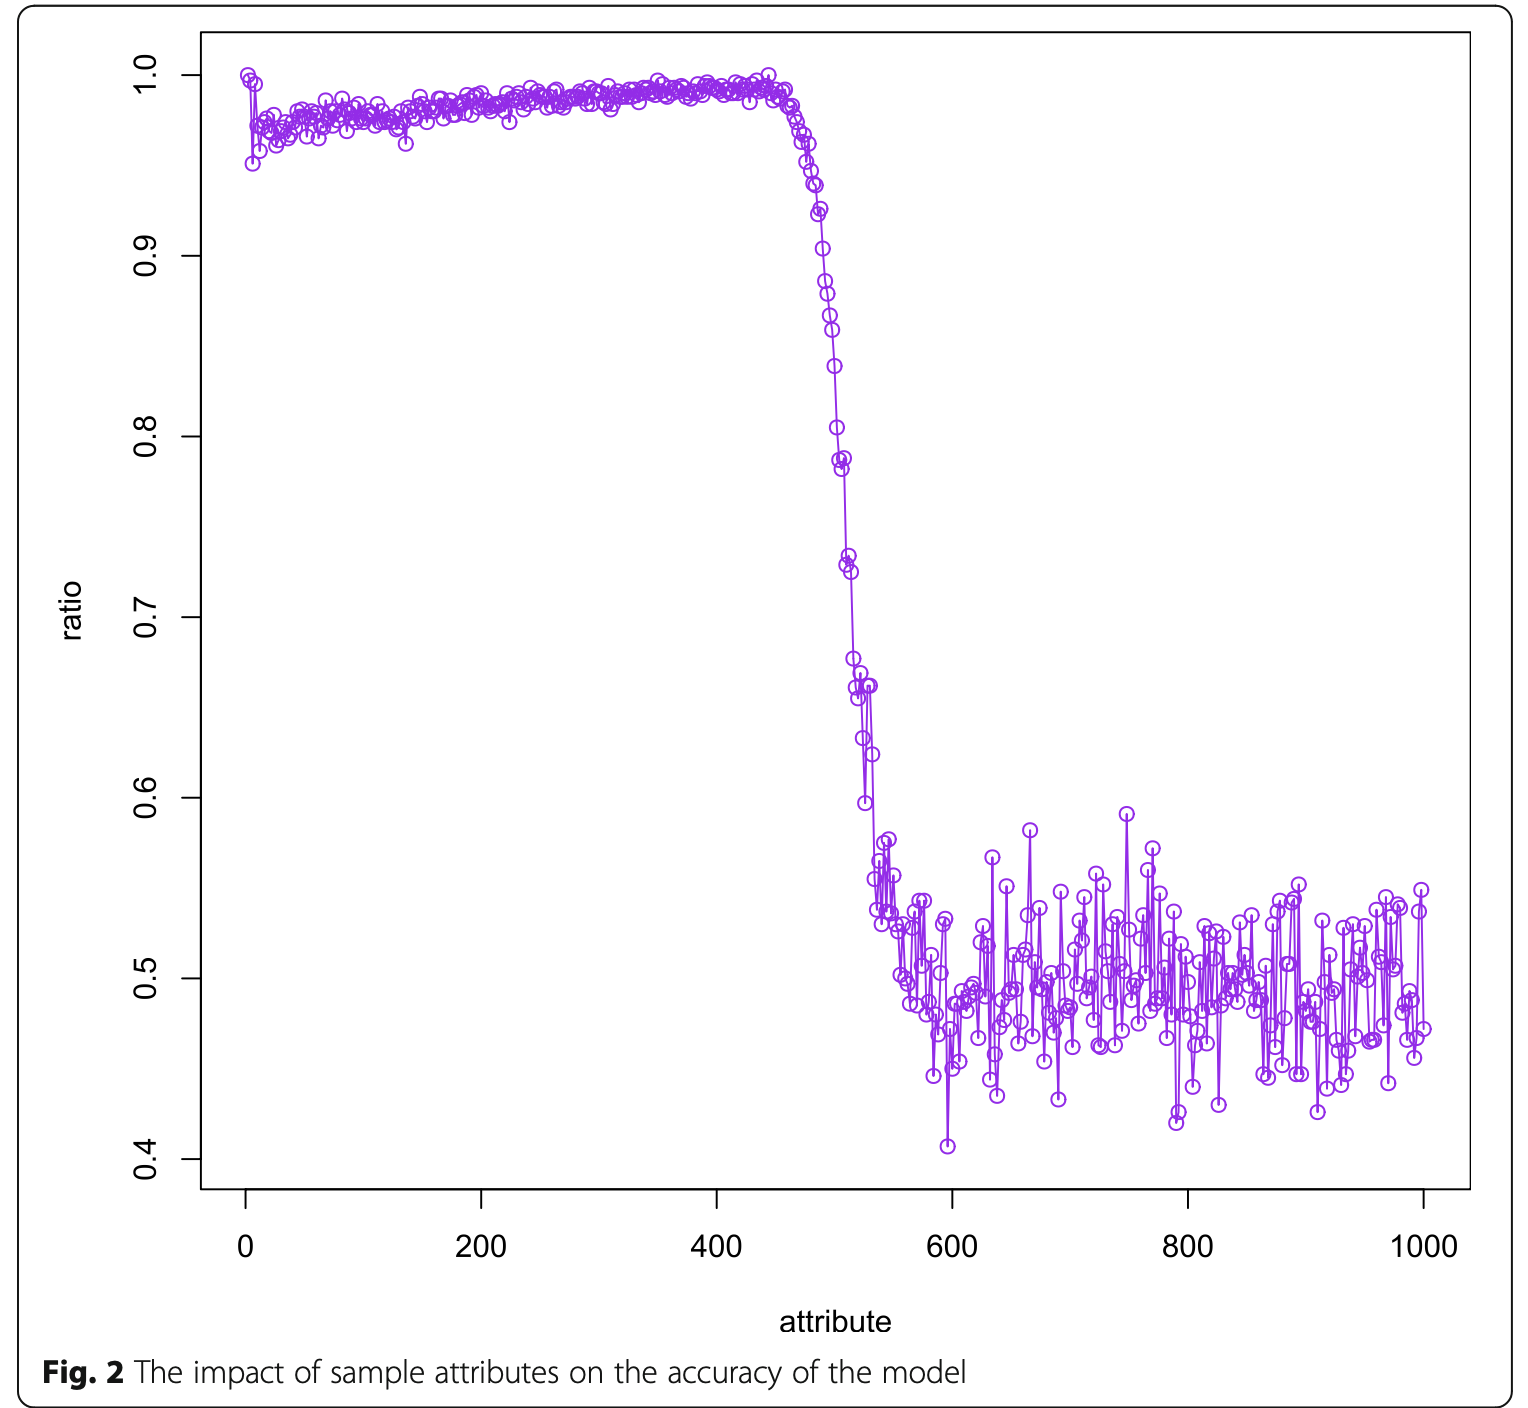 1.0
0.9
0.8
0.7
0.6
0.5
0.4
ratio
0 200 400 600 800 1000
attribute
Fig. 2 The impact of sample attributes on the accuracy of the model